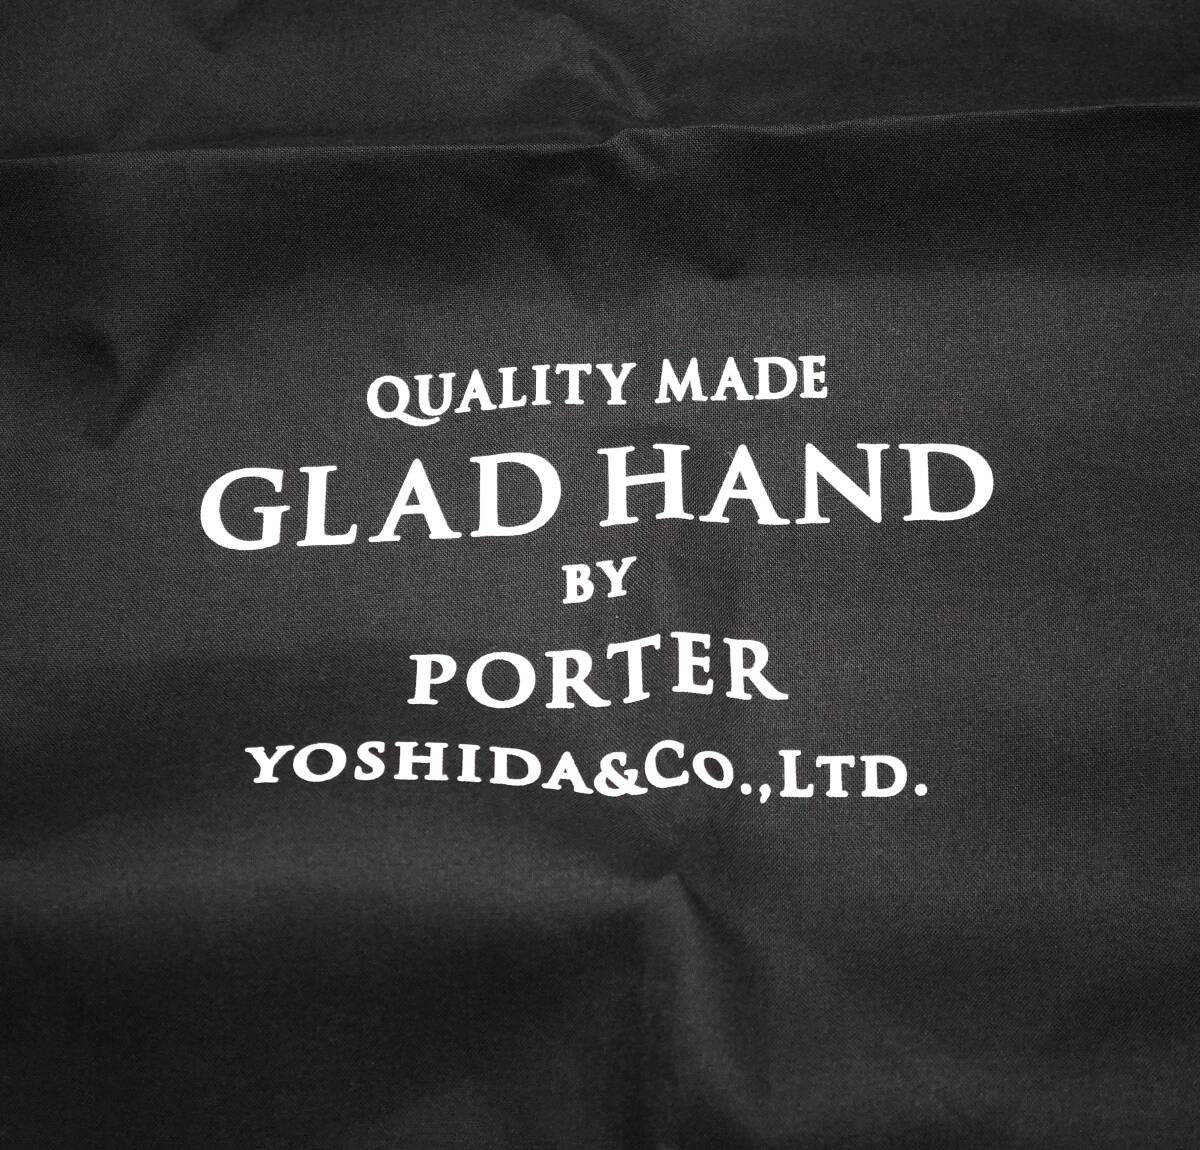 QUALITY MADE
GLAD HAND
BY
PORTER
YOSHIDA&CO.,LTD.